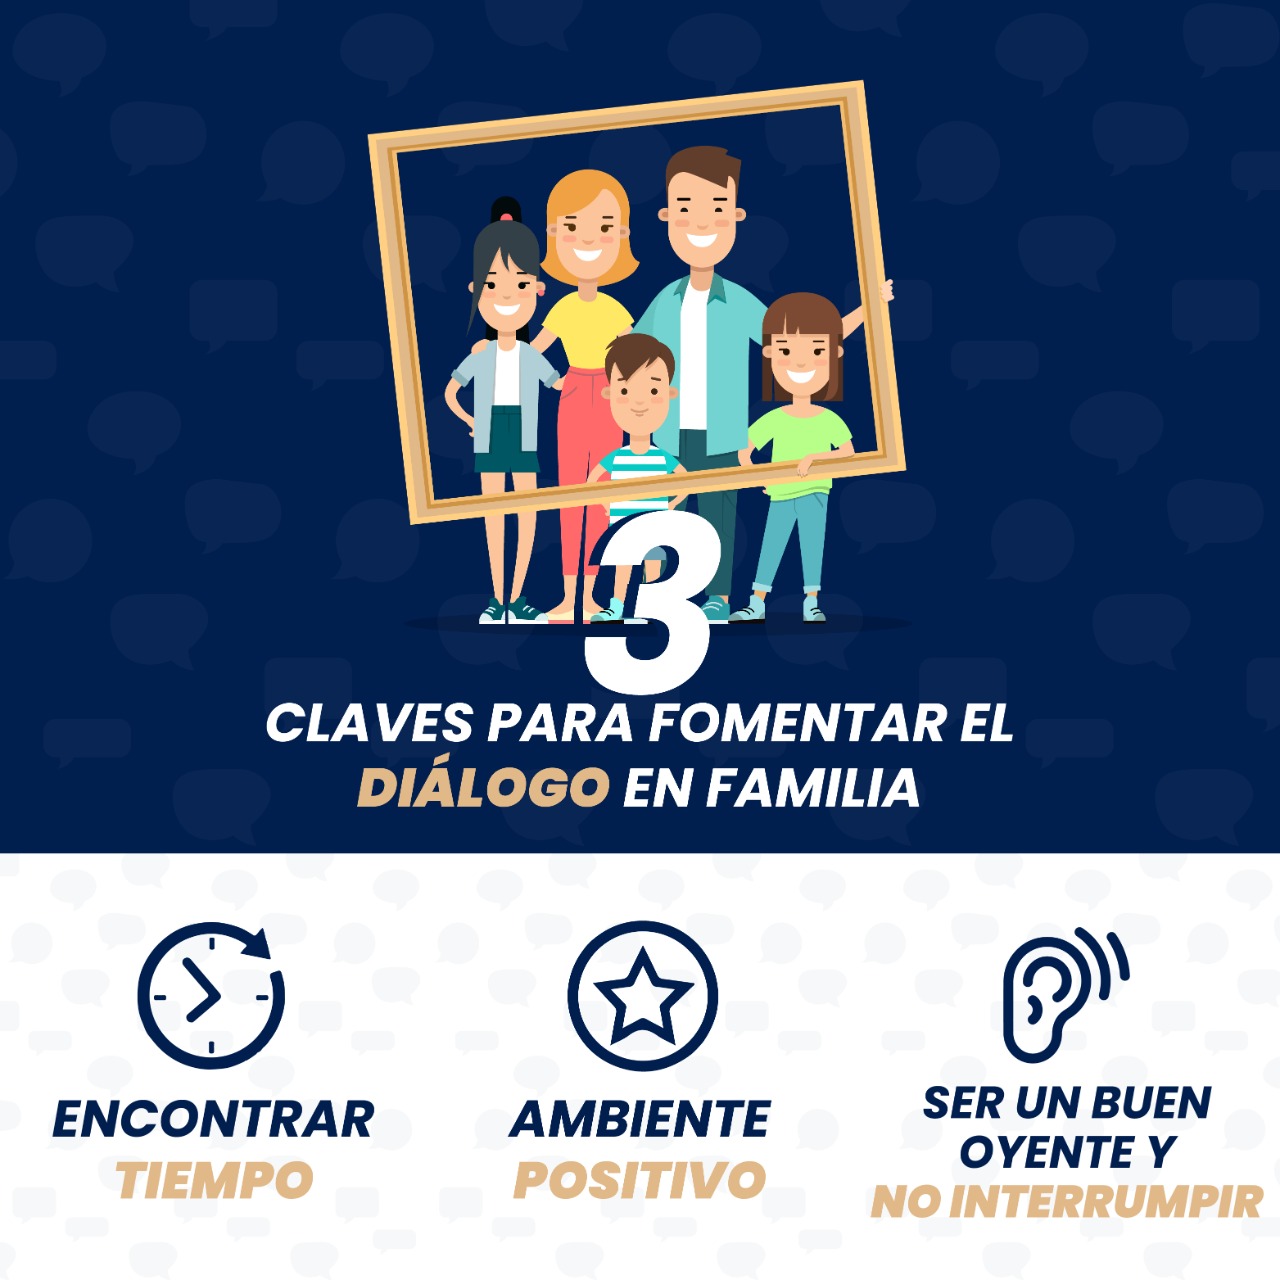 3
CLAVES PARA FOMENTAR EL
DIÁLOGO EN FAMILIA
ENCONTRAR
TIEMPO
AMBIENTE
POSITIVO
SER UN BUEN
OYENTE Y
NO INTERRUMPIR